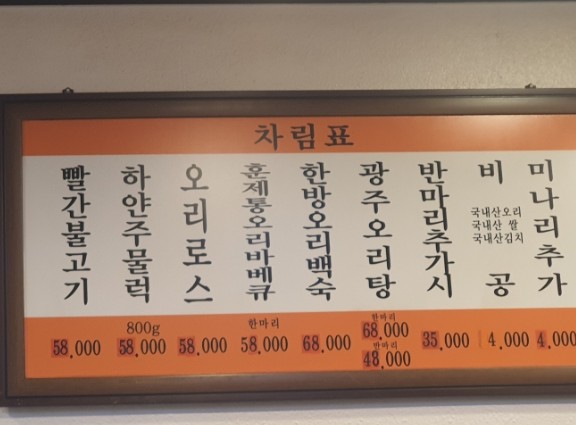 차림표
빨간불고기
58,000
하얀주물럭
800g
58,000
오리로스
58,000
훈제통오리바베큐
한마리
58,000
한방오리백숙
68,000
광주오리탕
한마리
68,000
한마리
48,000
반마리추가시
35,000
비공
국내산오리
국내산 쌀
국내산김치
4,000
미나리추가
4,000